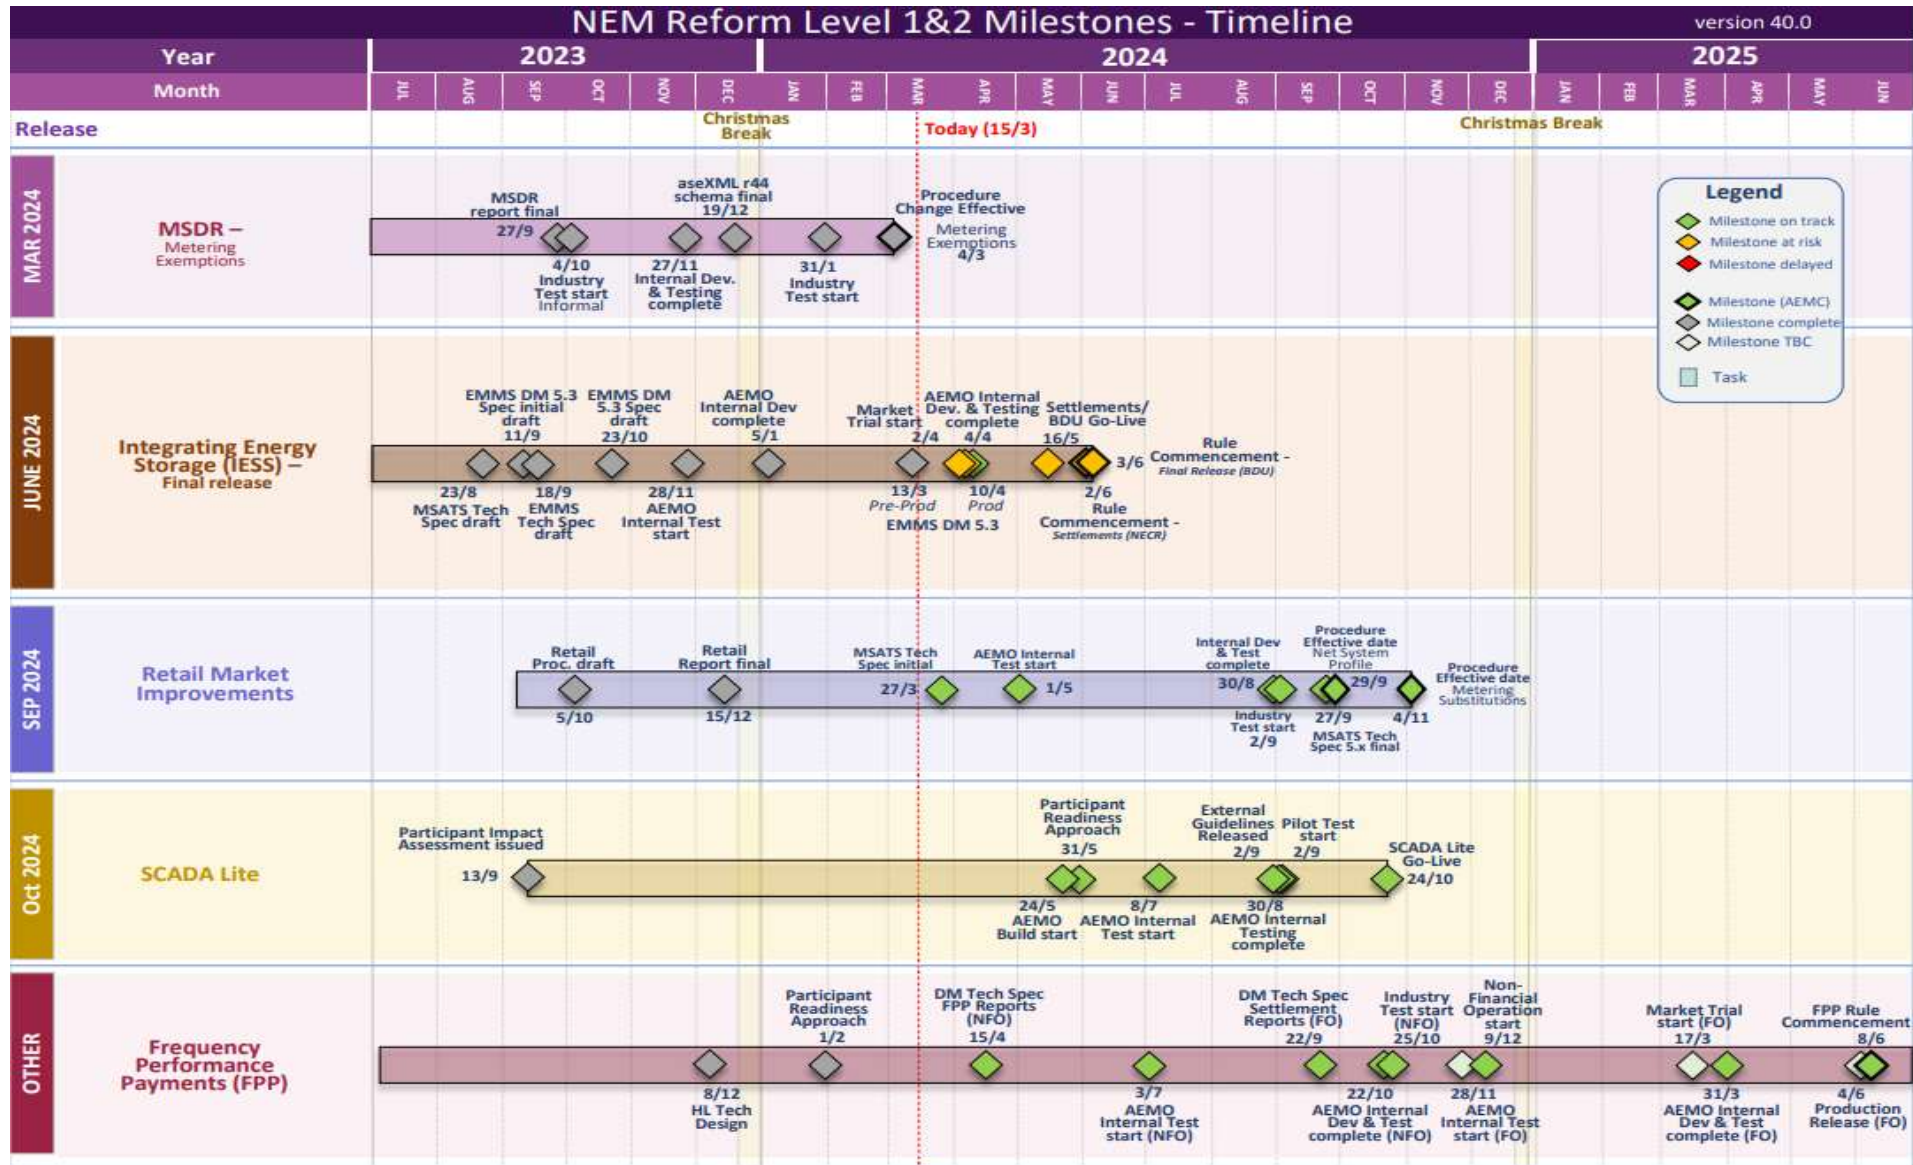 NEM Reform Level 1&2 Milestones - Timeline
version 40.0
Year
2023
2024
2025
Month
JUL
AUG
SEP
OCT
NOV
DEC
JAN
FEB
MAR
APR
MAY
JUN
JUL
AUG
SEP
OCT
NOV
DEC
JAN
FEB
MAR
APR
MAY
JUN
Release
Christmas
Break
Today (15/3)
Christmas Break
MAR 2024
MSDR –
Metering
Exemptions
MSDR
report final
27/9
4/10
Industry
Test start
Informal
27/11
Internal Dev.
& Testing
complete
aseXML r44
schema final
19/12
31/1
Industry
Test start
Procedure
Change Effective
Metering
Exemptions
4/3
Legend
Milestone on track
Milestone at risk
Milestone delayed
Milestone (AEMC)
Milestone complete
Milestone TBC
Task
JUNE 2024
Integrating Energy
Storage (IESS) –
Final release
23/8
MSATS Tech
Spec draft
EMMS DM 5.3
Spec initial
draft
11/9
18/9
EMMS
Tech Spec
draft
EMMS DM
5.3 Spec
draft
23/10
28/11
AEMO
Internal Test
start
AEMO
Internal Dev
complete
5/1
Market
Trial start
2/4
13/3
Pre-Prod
AEMO Internal
Dev. & Testing
complete
4/4
10/4
Prod
EMMS DM 5.3
Settlements/
BDU Go-Live
16/5
2/6
Rule
Commencement -
Settlements (NECR)
3/6
Rule
Commencement -
Final Release (BDU)
SEP 2024
Retail Market
Improvements
Retail
Proc. draft
5/10
Retail
Report final
15/12
MSATS Tech
Spec initial
27/3
AEMO Internal
Test start
1/5
Internal Dev
& Test
complete
30/8
Industry
Test start
2/9
Procedure
Effective date
Net System
Profile
29/9
27/9
MSATS Tech
Spec 5.x final
4/11
Procedure
Effective date
Metering
Substitutions
Oct 2024
SCADA Lite
Participant Impact
Assessment issued
13/9
24/5
AEMO
Build start
Participant
Readiness
Approach
31/5
8/7
AEMO Internal
Test start
External
Guidelines
Released
2/9
30/8
AEMO Internal
Testing
complete
Pilot Test
start
2/9
SCADA Lite
Go-Live
24/10
OTHER
Frequency
Performance
Payments (FPP)
8/12
HL Tech
Design
Participant
Readiness
Approach
1/2
DM Tech Spec
FPP Reports
(NFO)
15/4
3/7
AEMO
Internal Test
start (NFO)
DM Tech Spec
Settlement
Reports (FO)
22/9
22/10
AEMO Internal
Dev & Test
complete (NFO)
Industry
Test start
(NFO)
25/10
28/11
AEMO
Internal Test
start (FO)
Non-
Financial
Operation
start
9/12
Market Trial
start (FO)
17/3
31/3
AEMO Internal
Dev & Test
complete (FO)
FPP Rule
Commencement
8/6
4/6
Production
Release (FO)